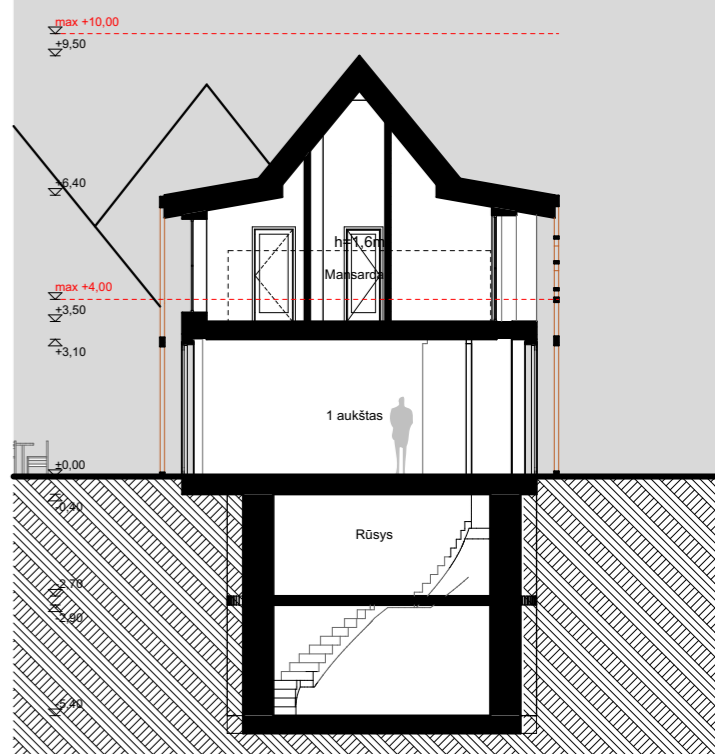 max +10,00
+9,50
+6,40
h=1,6m
Mansarda
max +4,00
+3,50
+3,10
1 aukštas
+0,00
-0,40
Rūsys
-2,70
-2,90
-5,40